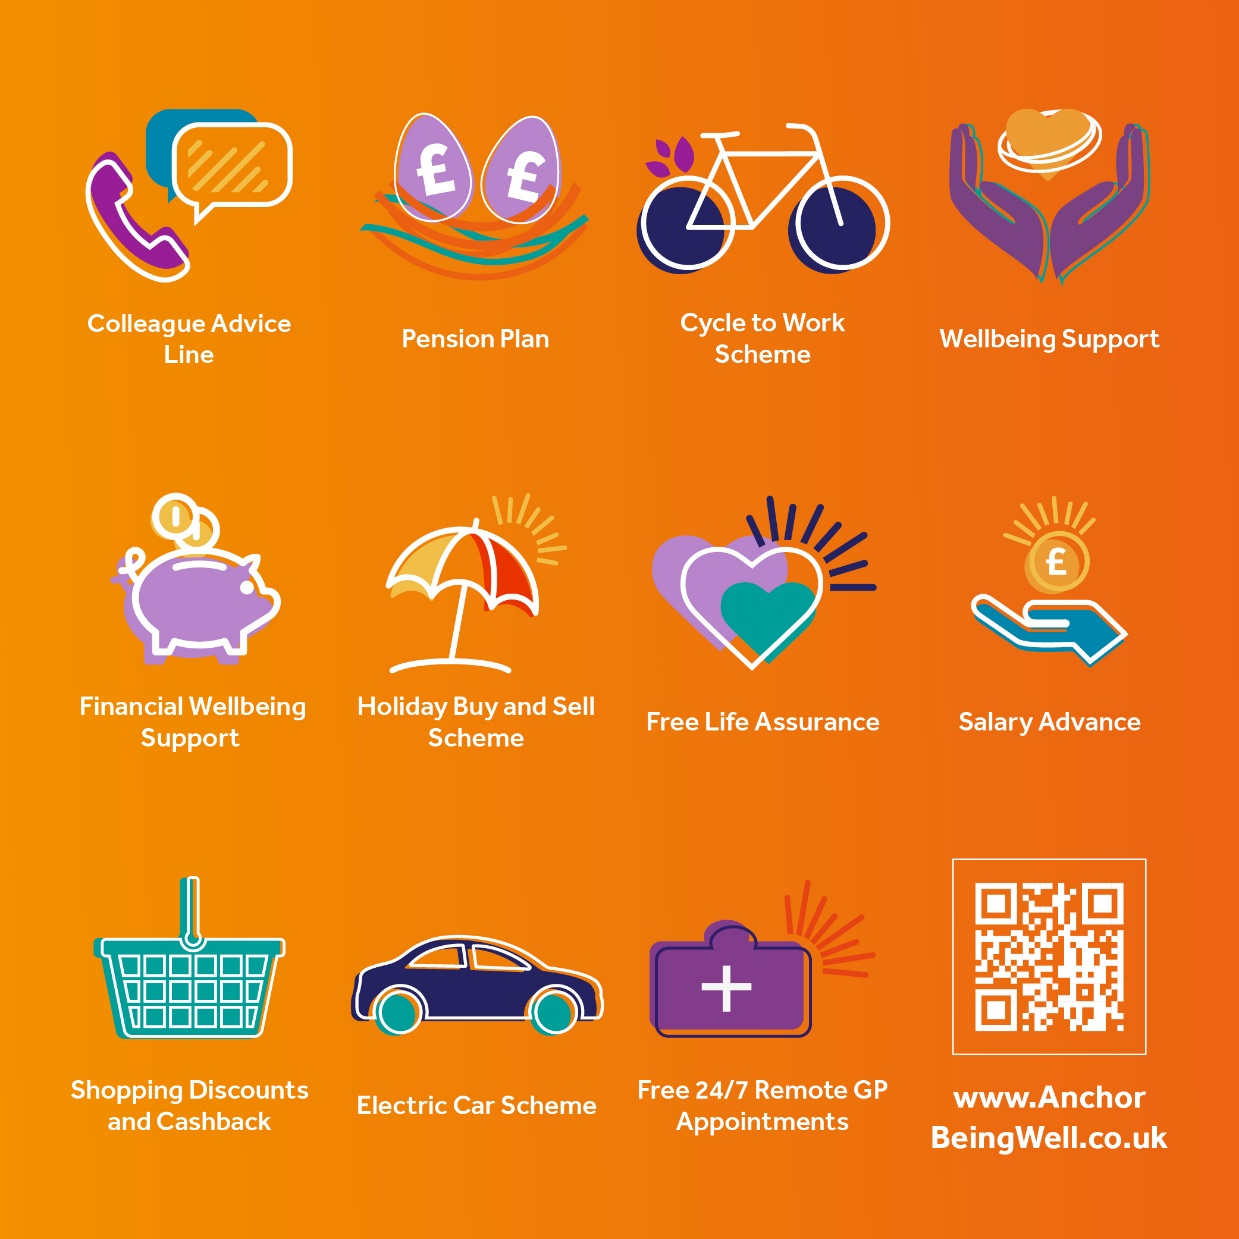 £
£
Colleague Advice
Line
Pension Plan
Cycle to Work
Scheme
Wellbeing Support
£
Financial Wellbeing
Support
Holiday Buy and Sell
Scheme
Free Life Assurance
Salary Advance
Shopping Discounts
and Cashback
Electric Car Scheme
Free 24/7 Remote GP
Appointments
www.Anchor
BeingWell.co.uk